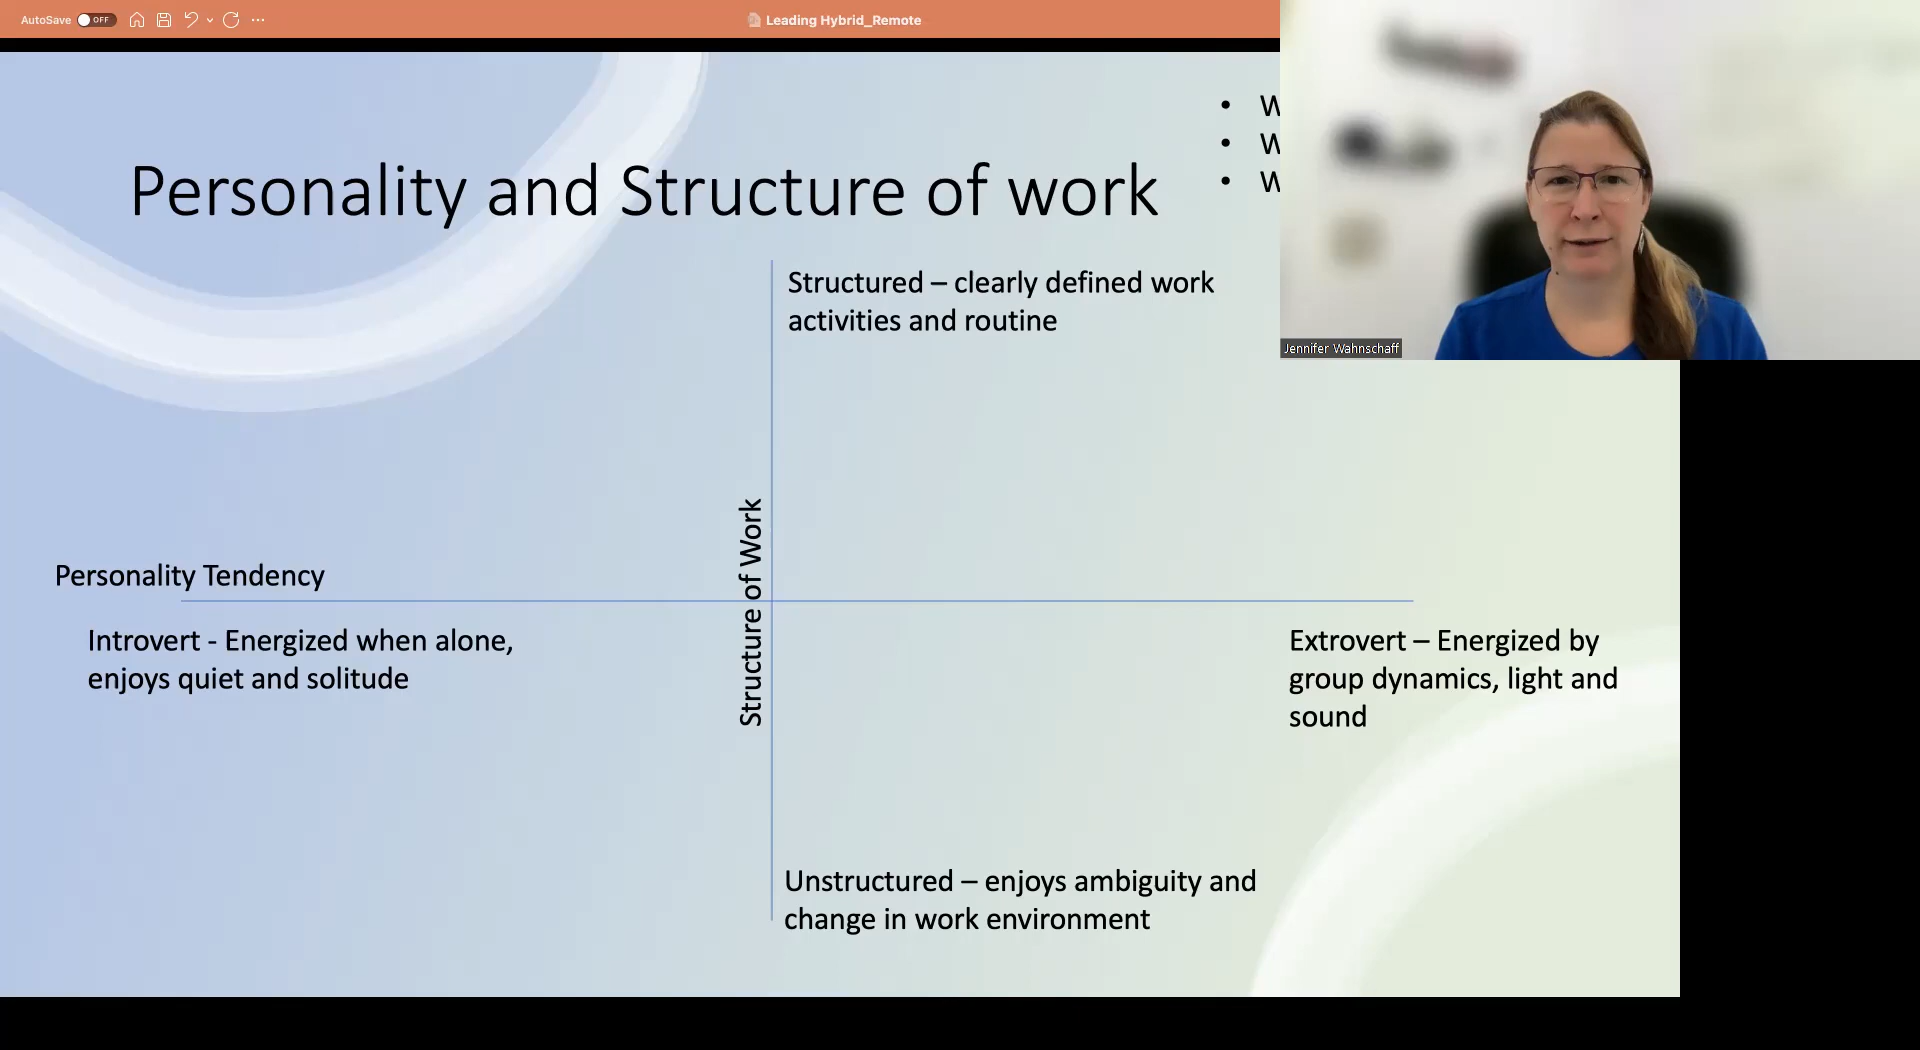 AutoSave OFF
Leading Hybrid_Remote
Personality and Structure of work
Structured – clearly defined work
activities and routine
Jennifer Wahnschaff
Structure of Work
Personality Tendency
Introvert - Energized when alone,
enjoys quiet and solitude
Extrovert – Energized by
group dynamics, light and
sound
Unstructured – enjoys ambiguity and
change in work environment